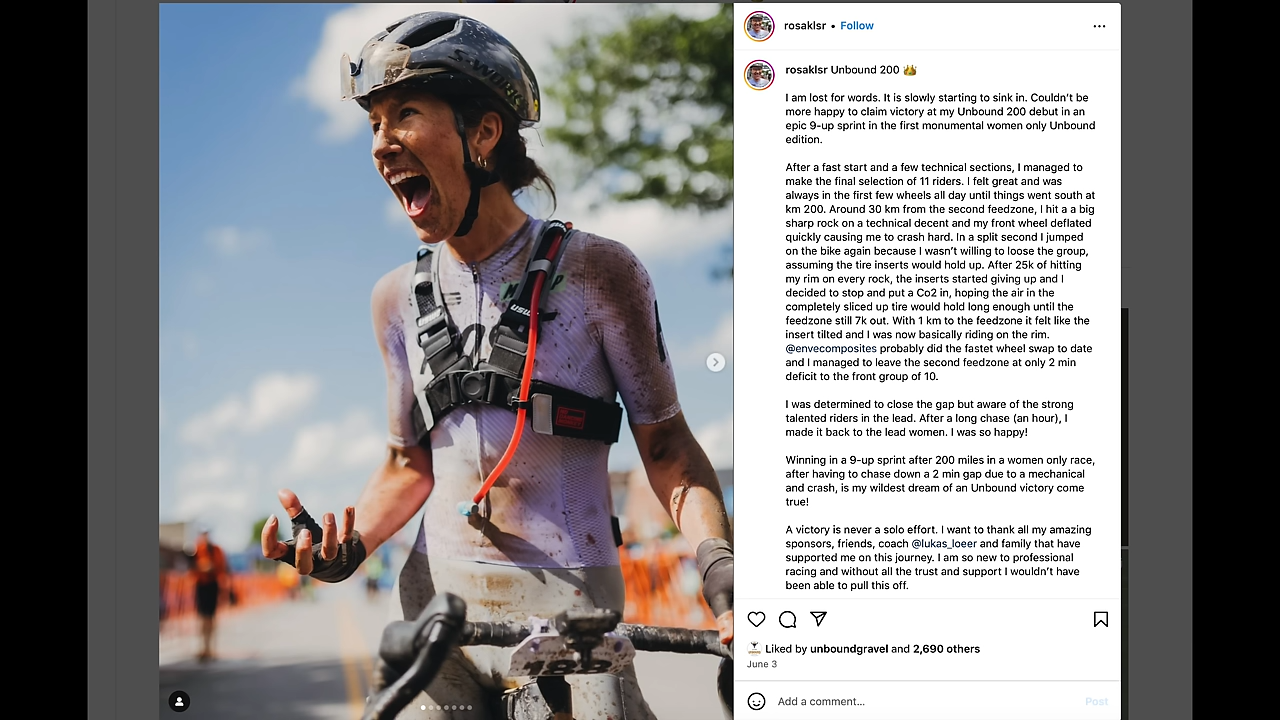 rosaklsr • Follow
rosaklsr Unbound 200
I am lost for words. It is slowly starting to sink in. Couldn't be
more happy to claim victory at my Unbound 200 debut in an
epic 9-up sprint in the first monumental women only Unbound
edition.
After a fast start and a few technical sections, I managed to
make the final selection of 11 riders. I felt great and was
always in the first few wheels all day until things went south at
km 200. Around 30 km from the second feedzone, I hit a a big
sharp rock on a technical decent and my front wheel deflated
quickly causing me to crash hard. In a split second I jumped
on the bike again because I wasn't willing to loose the group,
assuming the tire inserts would hold up. After 25k of hitting
my rim on every rock, the inserts started giving up and I
decided to stop and put a Co2 in, hoping the air in the
completely sliced up tire would hold long enough until the
feedzone still 7k out. With 1 km to the feedzone it felt like the
insert tilted and I was now basically riding on the rim.
@envecomposites probably did the fastet wheel swap to date
and I managed to leave the second feedzone at only 2 min
deficit to the front group of 10.
I was determined to close the gap but aware of the strong
talented riders in the lead. After a long chase (an hour), I
made it back to the lead women. I was so happy!
Winning in a 9-up sprint after 200 miles in a women only race,
after having to chase down a 2 min gap due to a mechanical
and crash, is my wildest dream of an Unbound victory come
true!
A victory is never a solo effort. I want to thank all my amazing
sponsors, friends, coach @lukas_loeer and family that have
supported me on this journey. I am so new to professional
racing and without all the trust and support I wouldn't have
been able to pull this off.
Liked by unboundgravel and 2,690 others
June 3
Add a comment...
Post